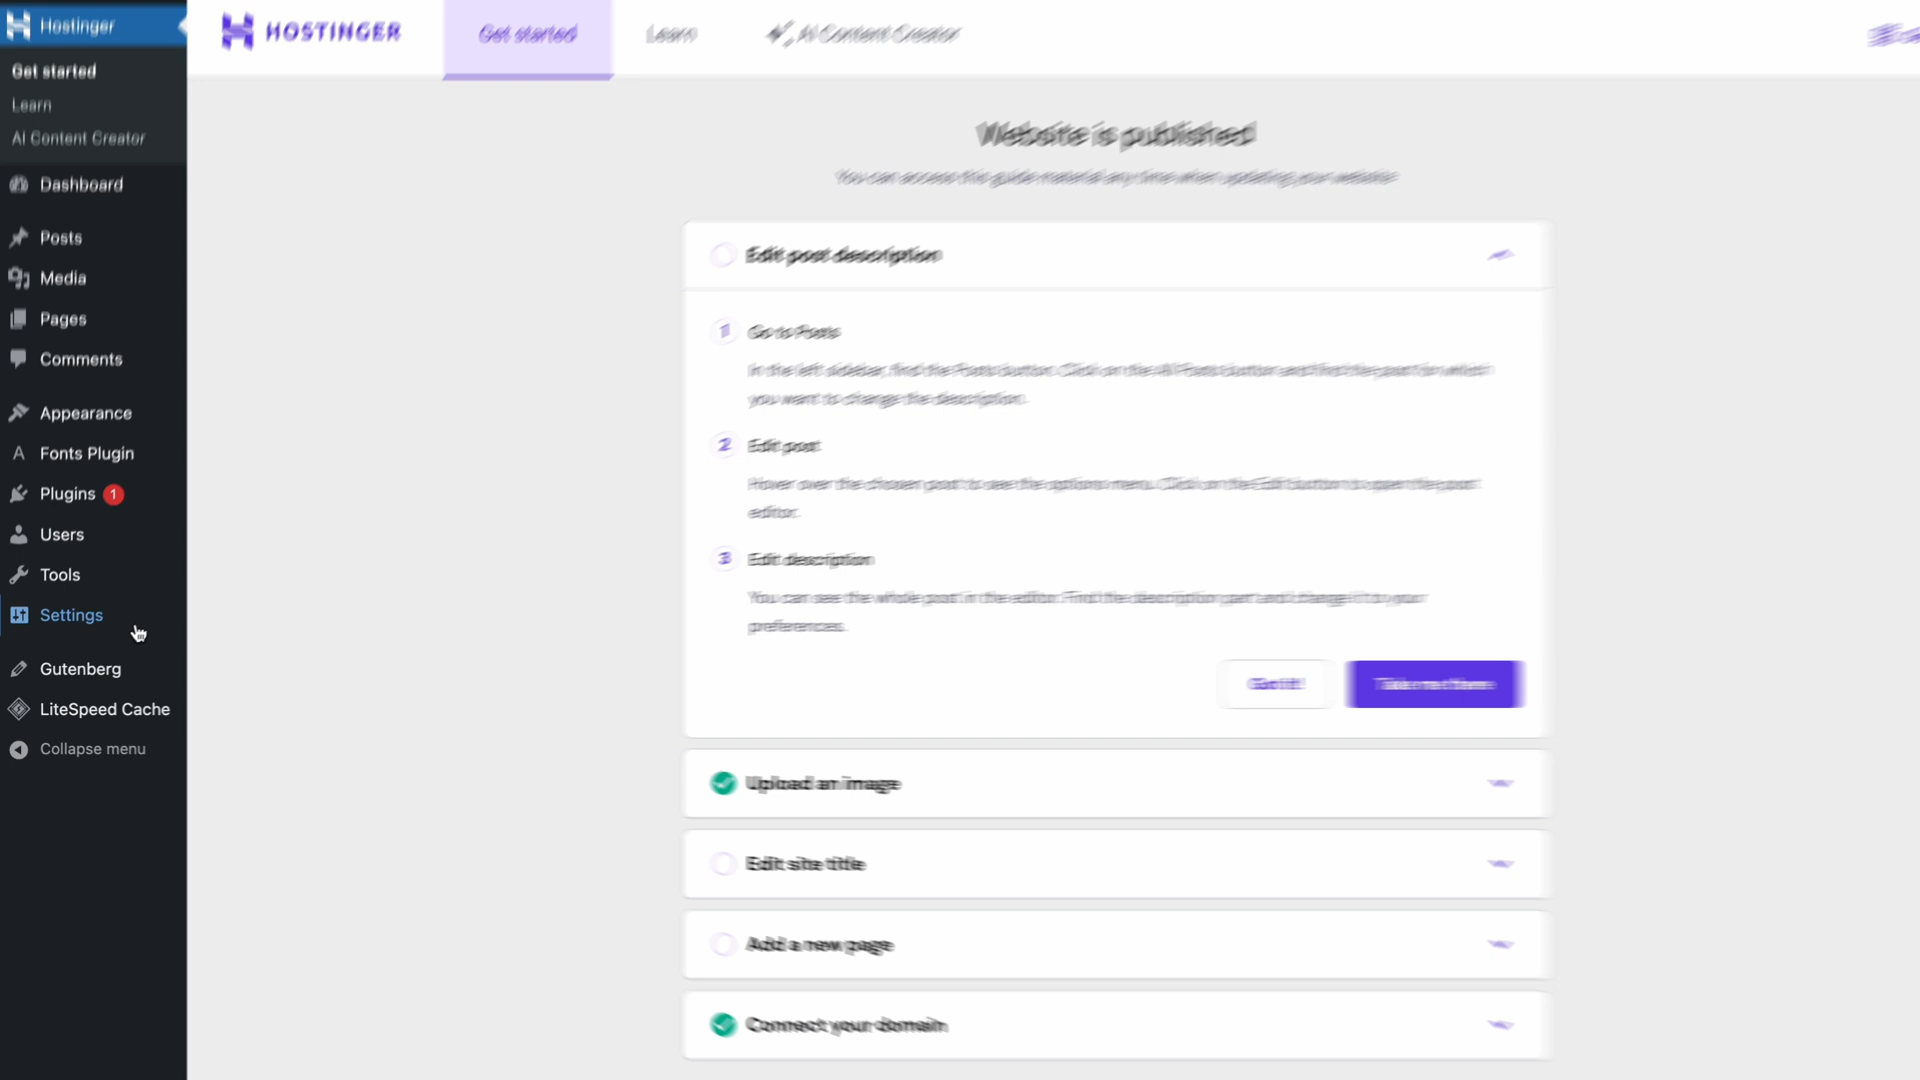 Hostinger
Get started
Learn
AI Content Creator
Dashboard
Posts
Media
Pages
Comments
Appearance
Fonts Plugin
Plugins 1
Users
Tools
Settings
Gutenberg
LiteSpeed Cache
Collapse menu
HOSTINGER
Get started
Learn
AI Content Creator
Website is published
You can access this guide material any time when updating your website
Edit post description
1 Go to Posts
In the left sidebar, find the Posts button. Click on the All Posts button and find the post for which
you want to change the description.
2 Edit post
Hover over the chosen post to see the options menu. Click on the Edit button to open the post
editor.
3 Edit description
You can see the whole post in the editor. Find the description part and change it to your
preferences.
Got it!
Take me there
Upload an image
Edit site title
Add a new page
Connect your domain